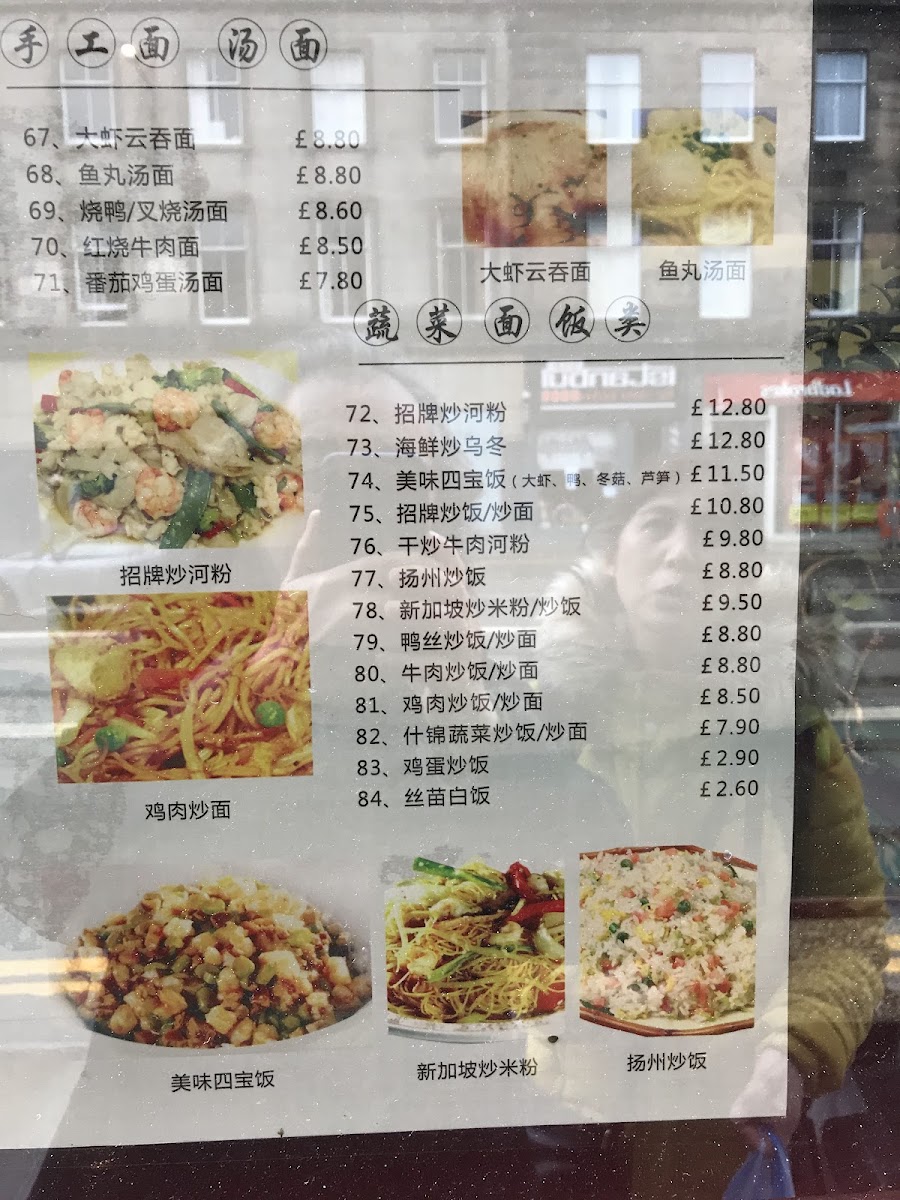 手工面 汤面
67、大虾云吞面 £8.80
68、鱼丸汤面 £8.80
69、烧鸭/叉烧汤面 £8.60
70、红烧牛肉面 £8.50
71、番茄鸡蛋汤面 £7.80
大虾云吞面 鱼丸汤面
蔬菜面饭类
72、招牌炒河粉 £12.80
73、海鲜炒乌冬 £12.80
74、美味四宝饭(大虾、鸭、冬菇、芦笋) £11.50
75、招牌炒饭/炒面 £10.80
76、干炒牛肉河粉 £9.80
77、扬州炒饭 £8.80
78、新加坡炒米粉/炒饭 £9.50
79、鸭丝炒饭/炒面 £8.80
80、牛肉炒饭/炒面 £8.80
81、鸡肉炒饭/炒面 £8.50
82、什锦蔬菜炒饭/炒面 £7.90
83、鸡蛋炒饭 £2.90
84、丝苗白饭 £2.60
招牌炒河粉
鸡肉炒面
美味四宝饭
新加坡炒米粉
扬州炒饭
istanbul
Ladbrokes